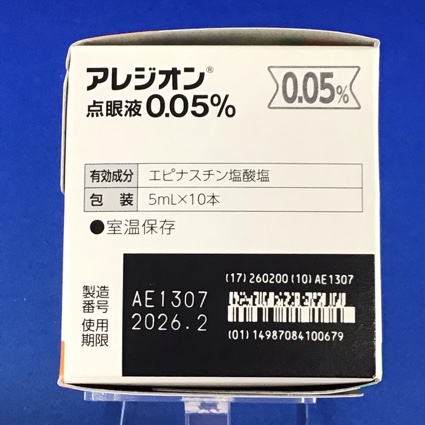 アレジオン®
点眼液0.05%
0.05%
有効成分 エピナスチン塩酸塩
包装 5mL×10本
●室温保存
(17) 260200 (10) AE1307
製造番号 AE1307
使用期限 2026.2
(01) 14987084100679